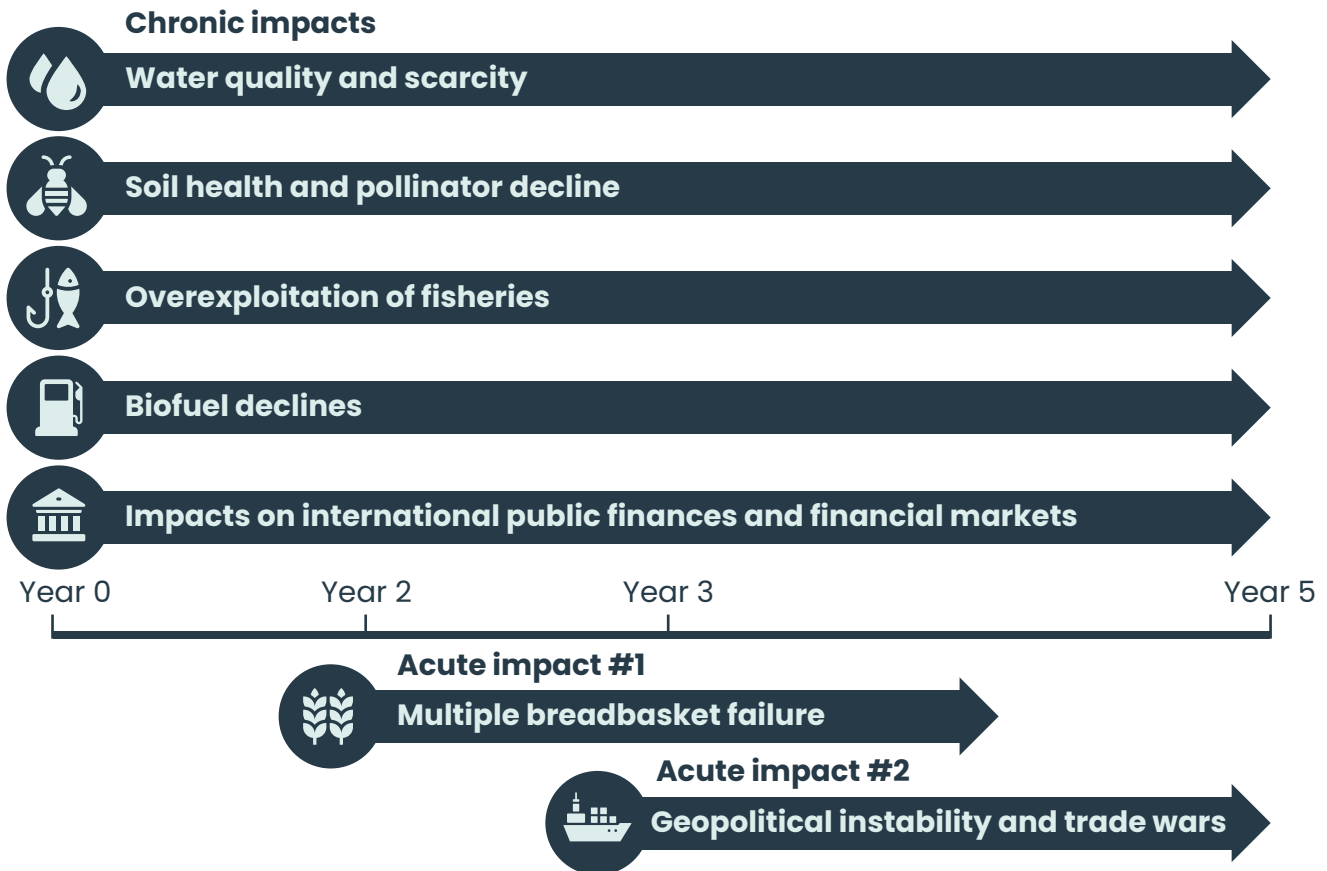 Chronic impacts
Water quality and scarcity
Soil health and pollinator decline
Overexploitation of fisheries
Biofuel declines
Impacts on international public finances and financial markets
Year 0 Year 2 Year 3 Year 5
Acute impact #1
Multiple breadbasket failure
Acute impact #2
Geopolitical instability and trade wars